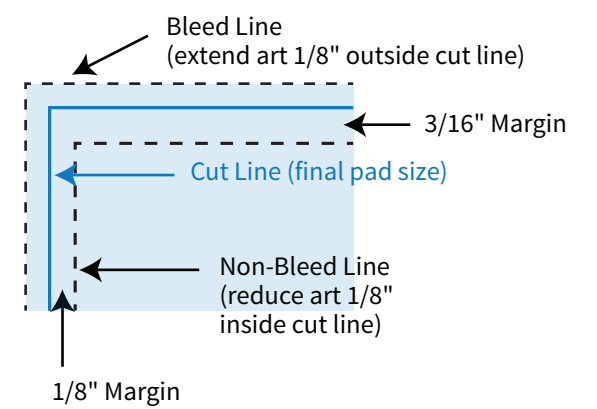 Bleed Line
(extend art 1/8" outside cut line)
3/16" Margin
Cut Line (final pad size)
Non-Bleed Line
(reduce art 1/8"
inside cut line)
1/8" Margin